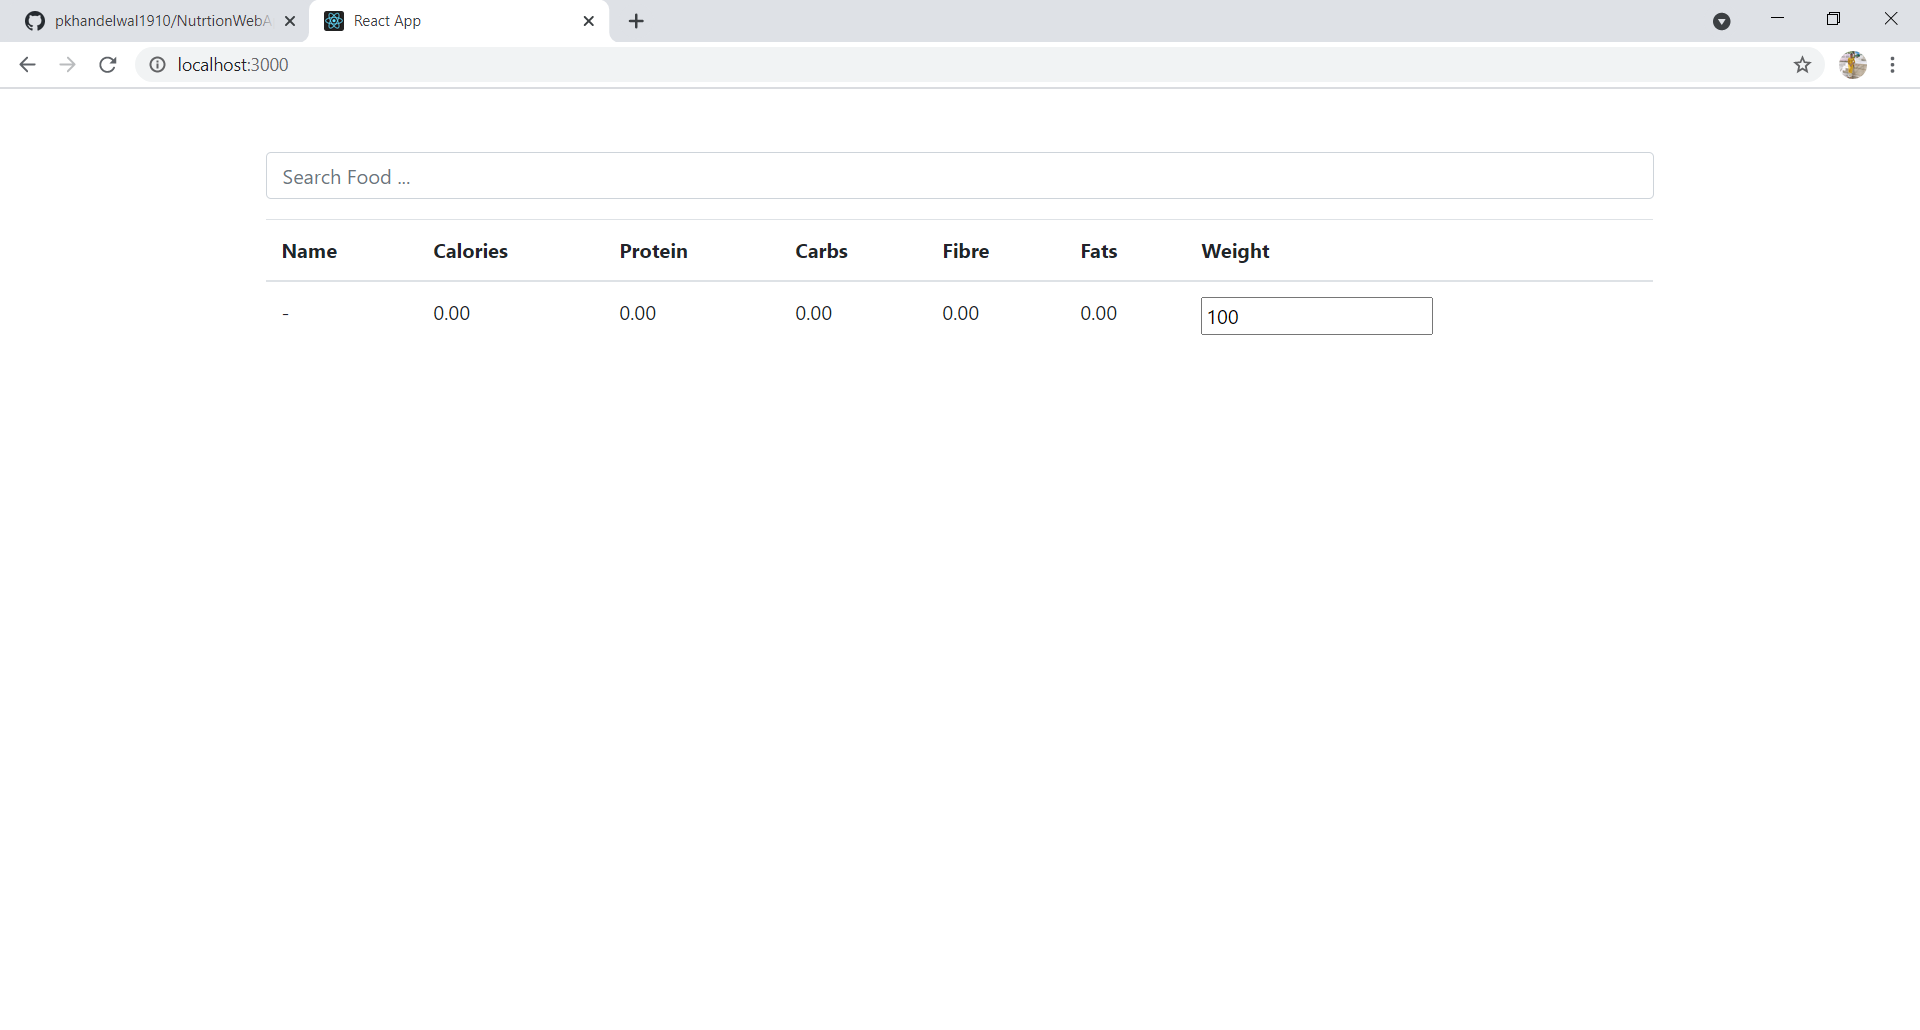 pkhandelwal1910/NutrtionWebA
React App
localhost:3000
Search Food ...
Name Calories Protein Carbs Fibre Fats Weight
- 0.00 0.00 0.00 0.00 0.00 100